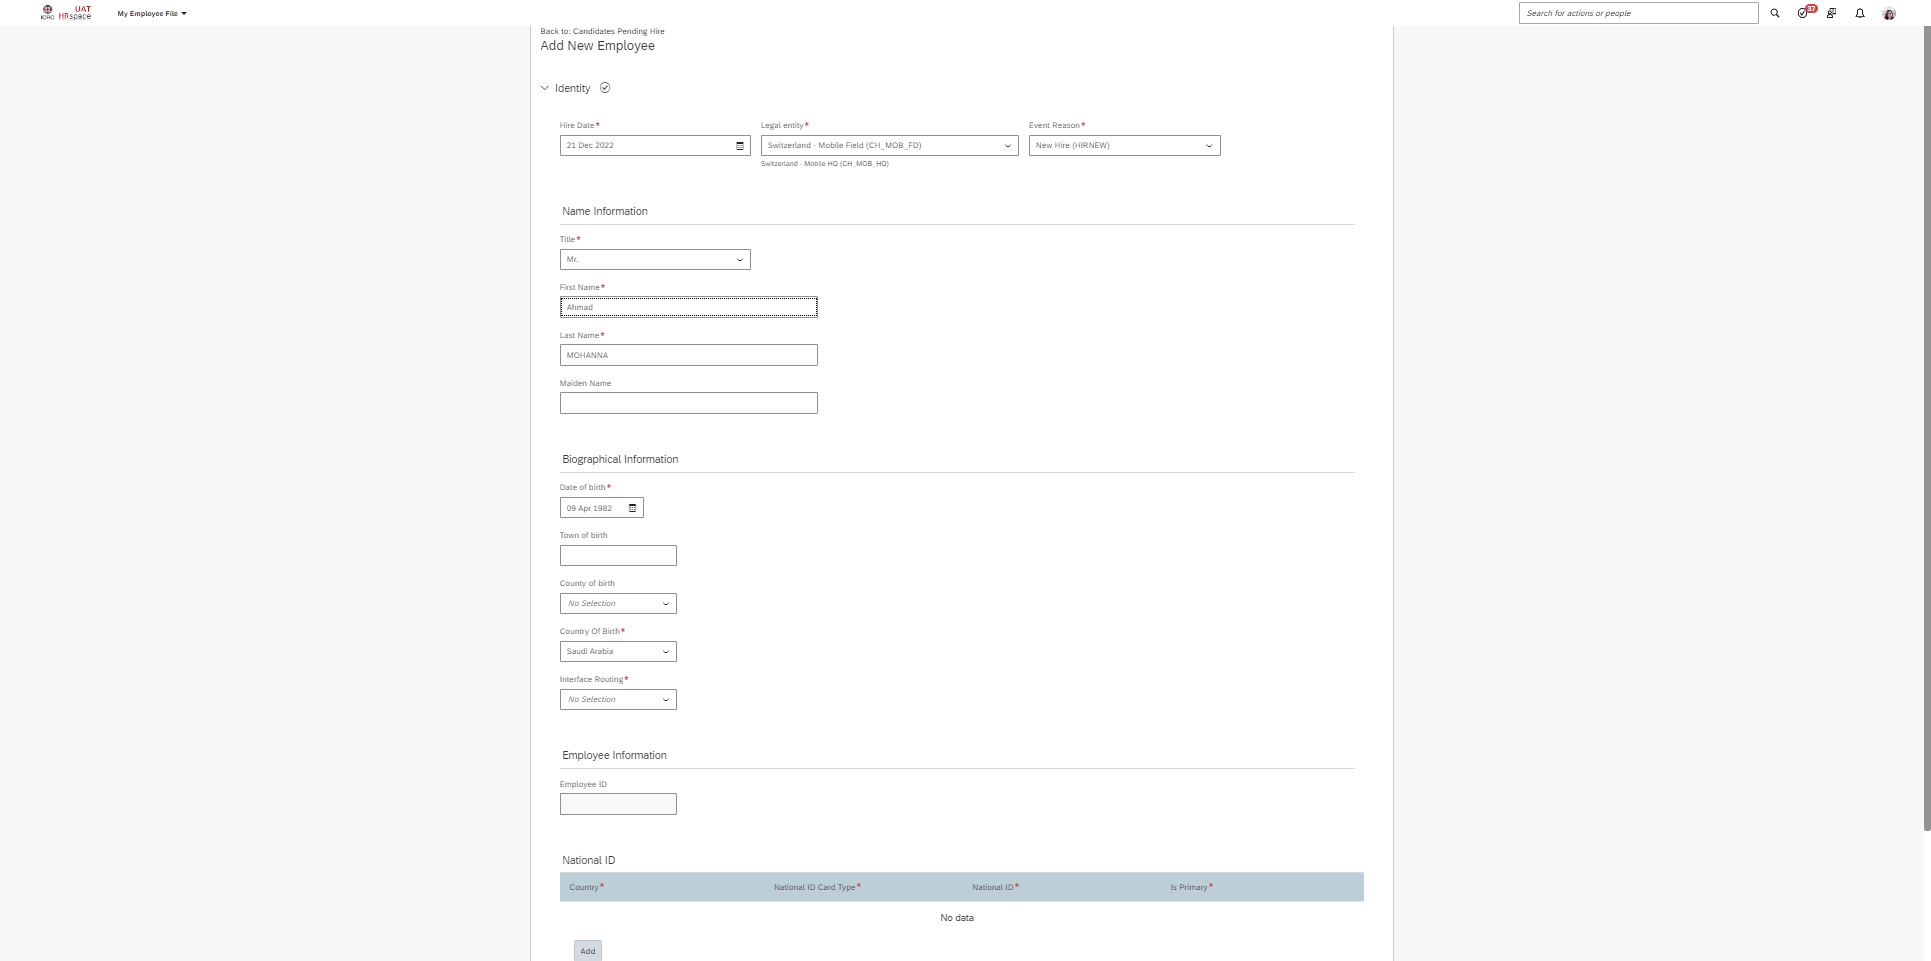 ICRC UAT HRspace My Employee File Search for actions or people 37
Back to: Candidates Pending Hire
Add New Employee
Identity
Hire Date* Legal entity* Event Reason*
21 Dec 2022 Switzerland - Mobile Field (CH_MOB_FD) New Hire (HIRNEW)
Switzerland - Mobile HQ (CH_MOB_HQ)
Name Information
Title*
Mr.
First Name*
Ahmad
Last Name*
MOHANNA
Maiden Name
Biographical Information
Date of birth*
09 Apr 1982
Town of birth
County of birth
No Selection
Country Of Birth*
Saudi Arabia
Interface Routing*
No Selection
Employee Information
Employee ID
National ID
Country* National ID Card Type* National ID* Is Primary*
No data
Add